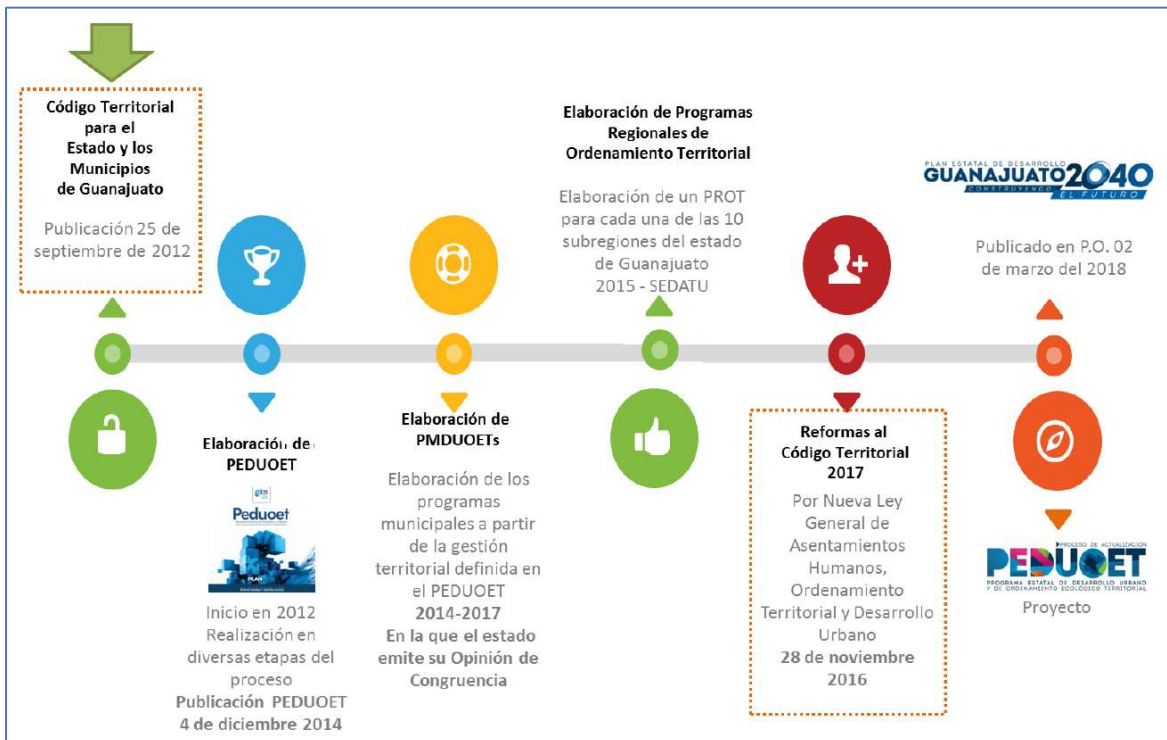 Código Territorial
para el
Estado y los
Municipios
de Guanajuato
Publicación 25 de
septiembre de 2012
Elaboración de
PEDUOET
gto
Peduoet
PLAN
Inicio en 2012
Realización en
diversas etapas del
proceso
Publicación PEDUOET
4 de diciembre 2014
Elaboración de
PMDUOETs
Elaboración de los
programas
municipales a partir
de la gestión
territorial definida en
el PEDUOET
2014-2017
En la que el estado
emite su Opinión de
Congruencia
Elaboración de Programas
Regionales de
Ordenamiento Territorial
Elaboración de un PROT
para cada una de las 10
subregiones del estado
de Guanajuato
2015 - SEDATU
Reformas al
Código Territorial
2017
Por Nueva Ley
General de
Asentamientos
Humanos,
Ordenamiento
Territorial y Desarrollo
Urbano
28 de noviembre
2016
PLAN ESTATAL DE DESARROLLO
GUANAJUATO 2040
CONSTRUYENDO
EL FUTURO
Publicado en P.O. 02
de marzo del 2018
PROCESO DE ACTUALIZACIÓN
PEDUOET
PROGRAMA ESTATAL DE DESARROLLO URBANO
Y DE ORDENAMIENTO ECOLÓGICO TERRITORIAL
Proyecto